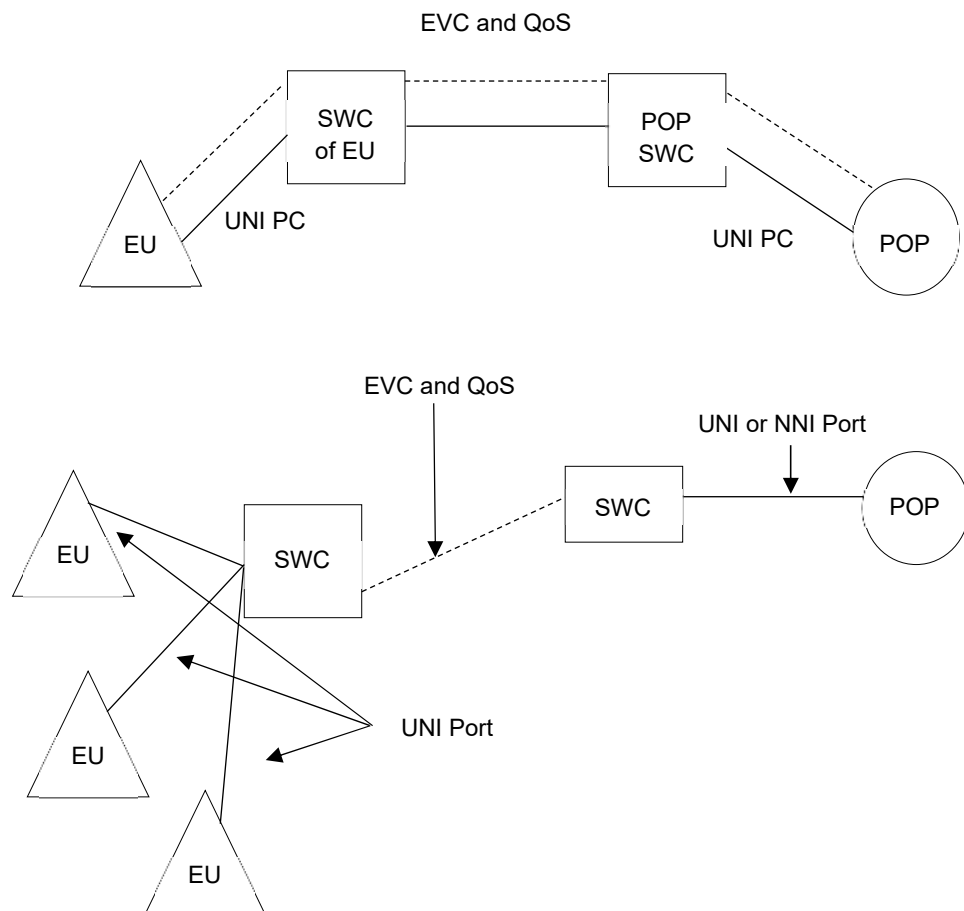 EVC and QoS
SWC
of EU
POP
SWC
UNI PC
EU
UNI PC
POP
EVC and QoS
UNI or NNI Port
EU
SWC
SWC
POP
EU
UNI Port
EU